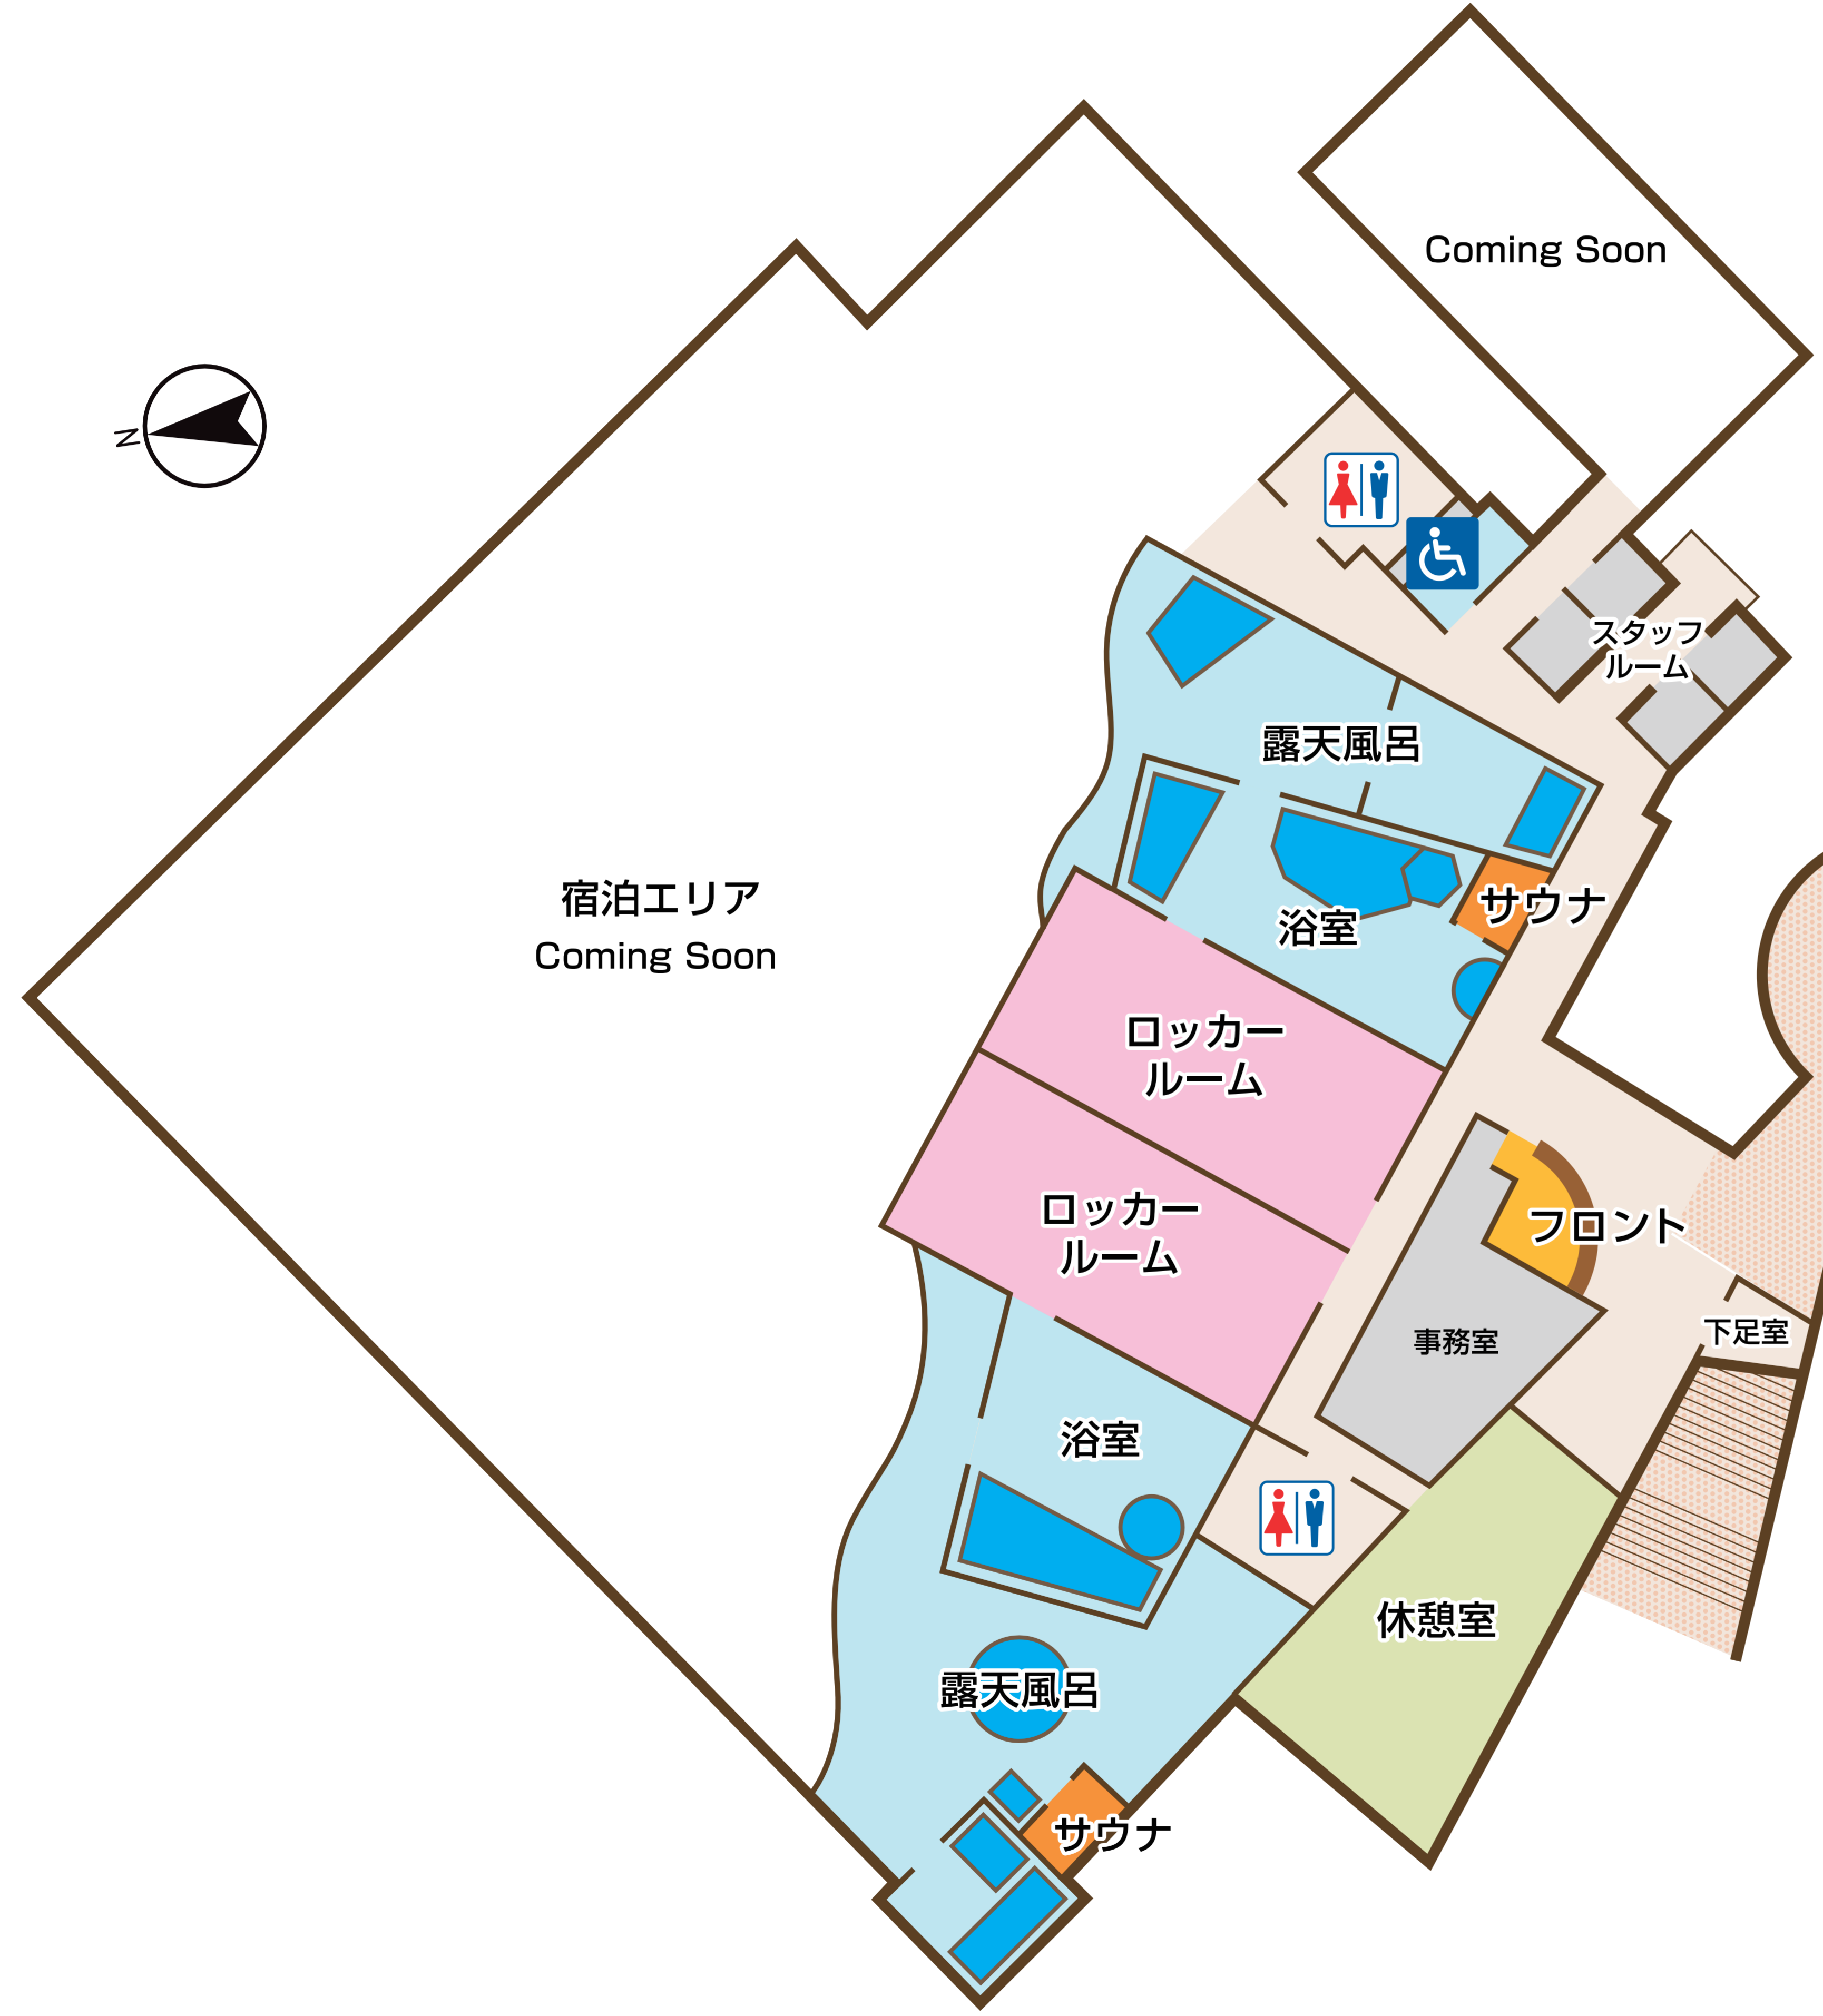 Coming Soon
N
スタッフ
ルーム
露天風呂
宿泊エリア
Coming Soon
サウナ
浴室
ロッカー
ルーム
ロッカー
ルーム
フロント
下足室
事務室
浴室
休憩室
露天風呂
サウナ